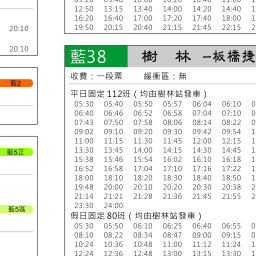 12:50 13:15 13:40 14:00 14:20 14:40
16:20 16:40 17:00 17:20 17:40 18:00
19:50 20:15 20:40 21:15 21:45 22:15
20:10
20:10
藍2
藍5正
藍5區
藍38 樹 林 ─板橋捷
收費：一段票 緩衝區：無
平日固定112班（均由樹林站發車）
05:30 05:40 05:50 05:57 06:04 06:10
06:40 06:46 06:52 06:58 07:04 07:10
07:43 07:50 07:58 08:06 08:14 08:22
09:02 09:10 09:20 09:30 09:42 09:54
11:00 11:15 11:30 11:45 12:00 12:15
13:30 13:45 14:00 14:15 14:30 14:45
15:38 15:46 15:54 16:02 16:10 16:18
16:52 16:58 17:04 17:10 17:16 17:22
18:00 18:10 18:20 18:30 18:40 18:50
19:48 20:00 20:10 20:20 20:30 20:38
21:14 21:21 21:28 21:36 21:45 21:55
23:30 24:00
假日固定80班（均由樹林站發車）
05:30 05:50 06:10 06:25 06:40 06:55
08:10 08:22 08:34 08:47 09:00 09:15
10:24 10:36 10:48 11:00 11:12 11:24
12:24 12:36 12:48 13:00 13:15 13:30